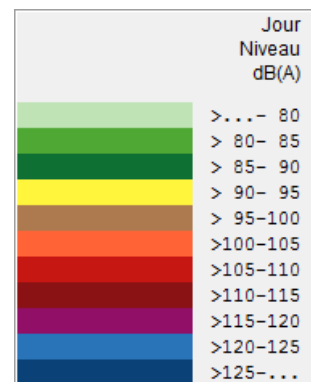 Jour
Niveau
dB(A)
>...- 80
> 80- 85
> 85- 90
> 90- 95
> 95-100
>100-105
>105-110
>110-115
>115-120
>120-125
>125-...